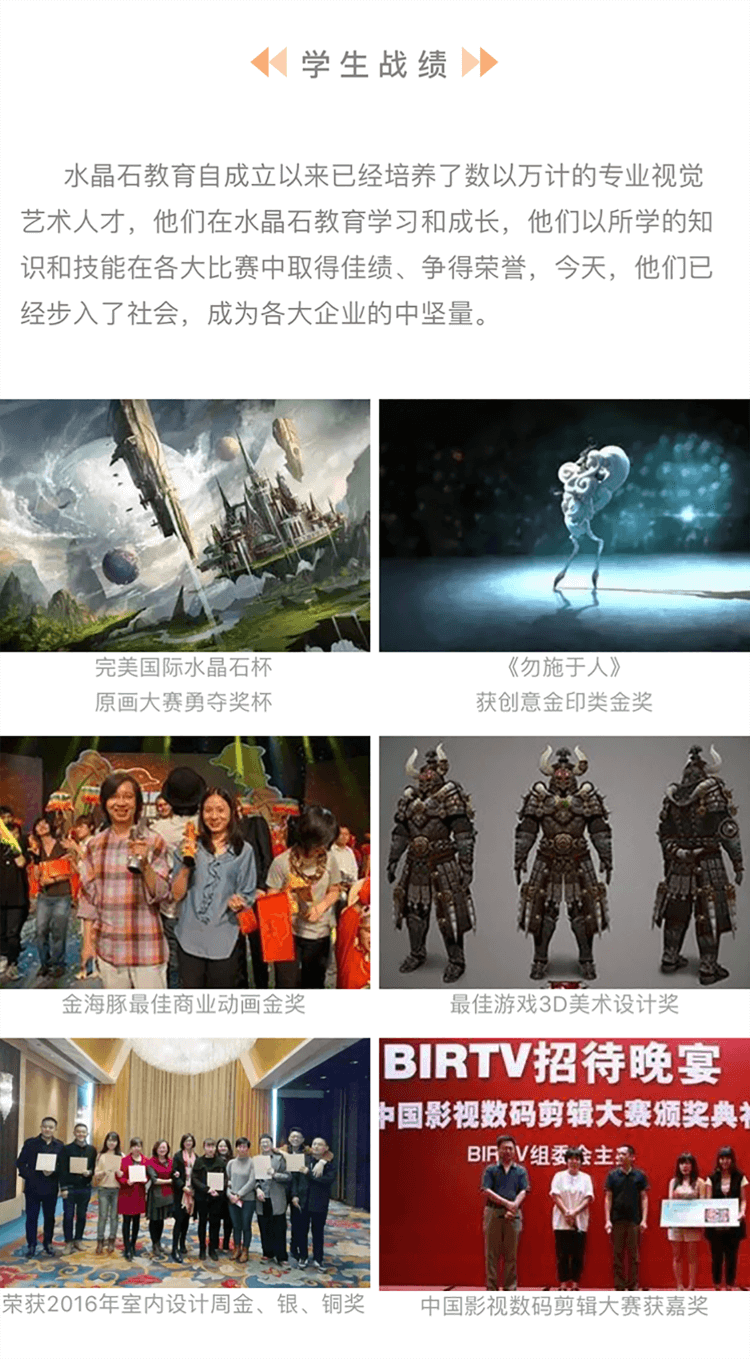 学生战绩
水晶石教育自成立以来已经培养了数以万计的专业视觉
艺术人才，他们在水晶石教育学习和成长，他们以所学的知
识和技能在各大比赛中取得佳绩、争得荣誉，今天，他们已
经步入了社会，成为各大企业的中坚量。
完美国际水晶石杯
原画大赛勇夺奖杯
《勿施于人》
获创意金印类金奖
金海豚最佳商业动画金奖
最佳游戏3D美术设计奖
BIRTV招待晚宴
中国影视数码剪辑大赛颁奖典礼
BIRTV组委会主
荣获2016年室内设计周金、银、铜奖
中国影视数码剪辑大赛获嘉奖